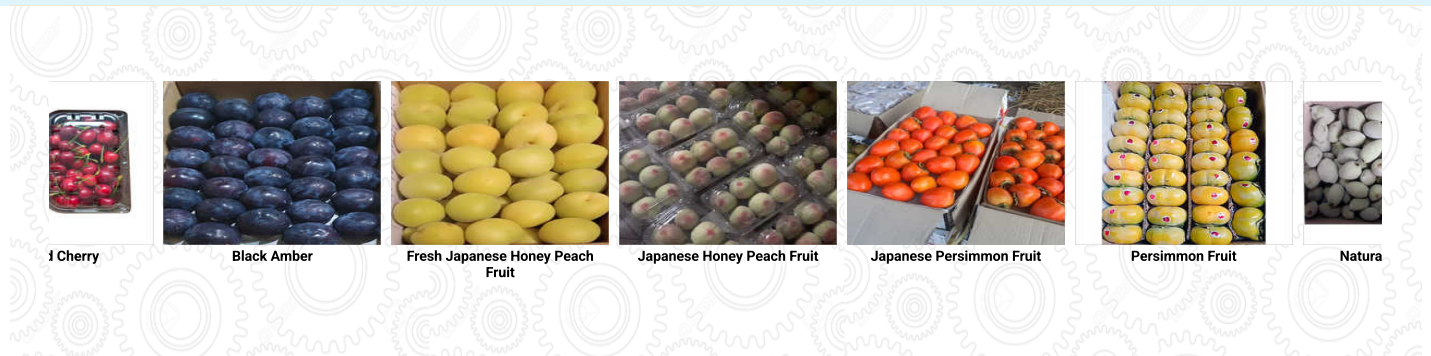 d Cherry
Black Amber
Fresh Japanese Honey Peach
Fruit
Japanese Honey Peach Fruit
Japanese Persimmon Fruit
Persimmon Fruit
Natura